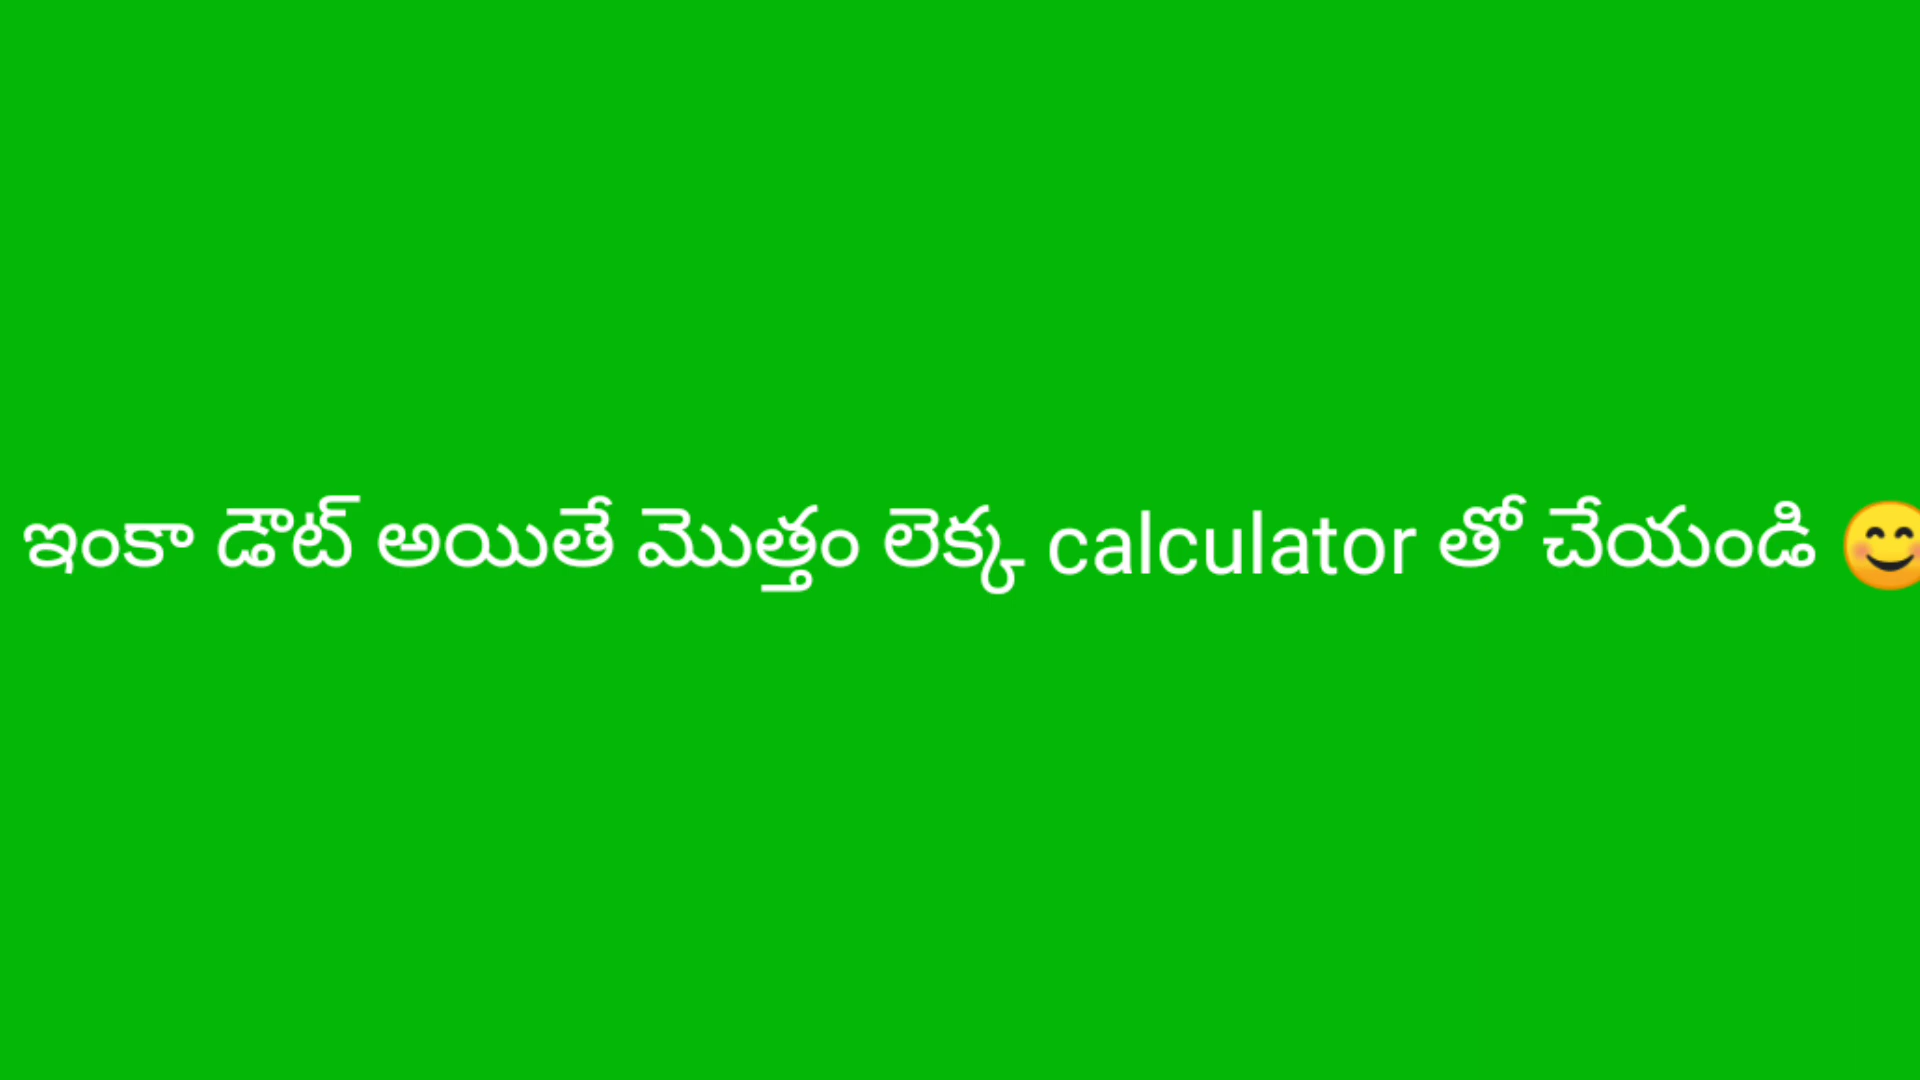 ఇంకా డౌట్ అయితే మొత్తం లెక్క calculator తో చేయండి 😊